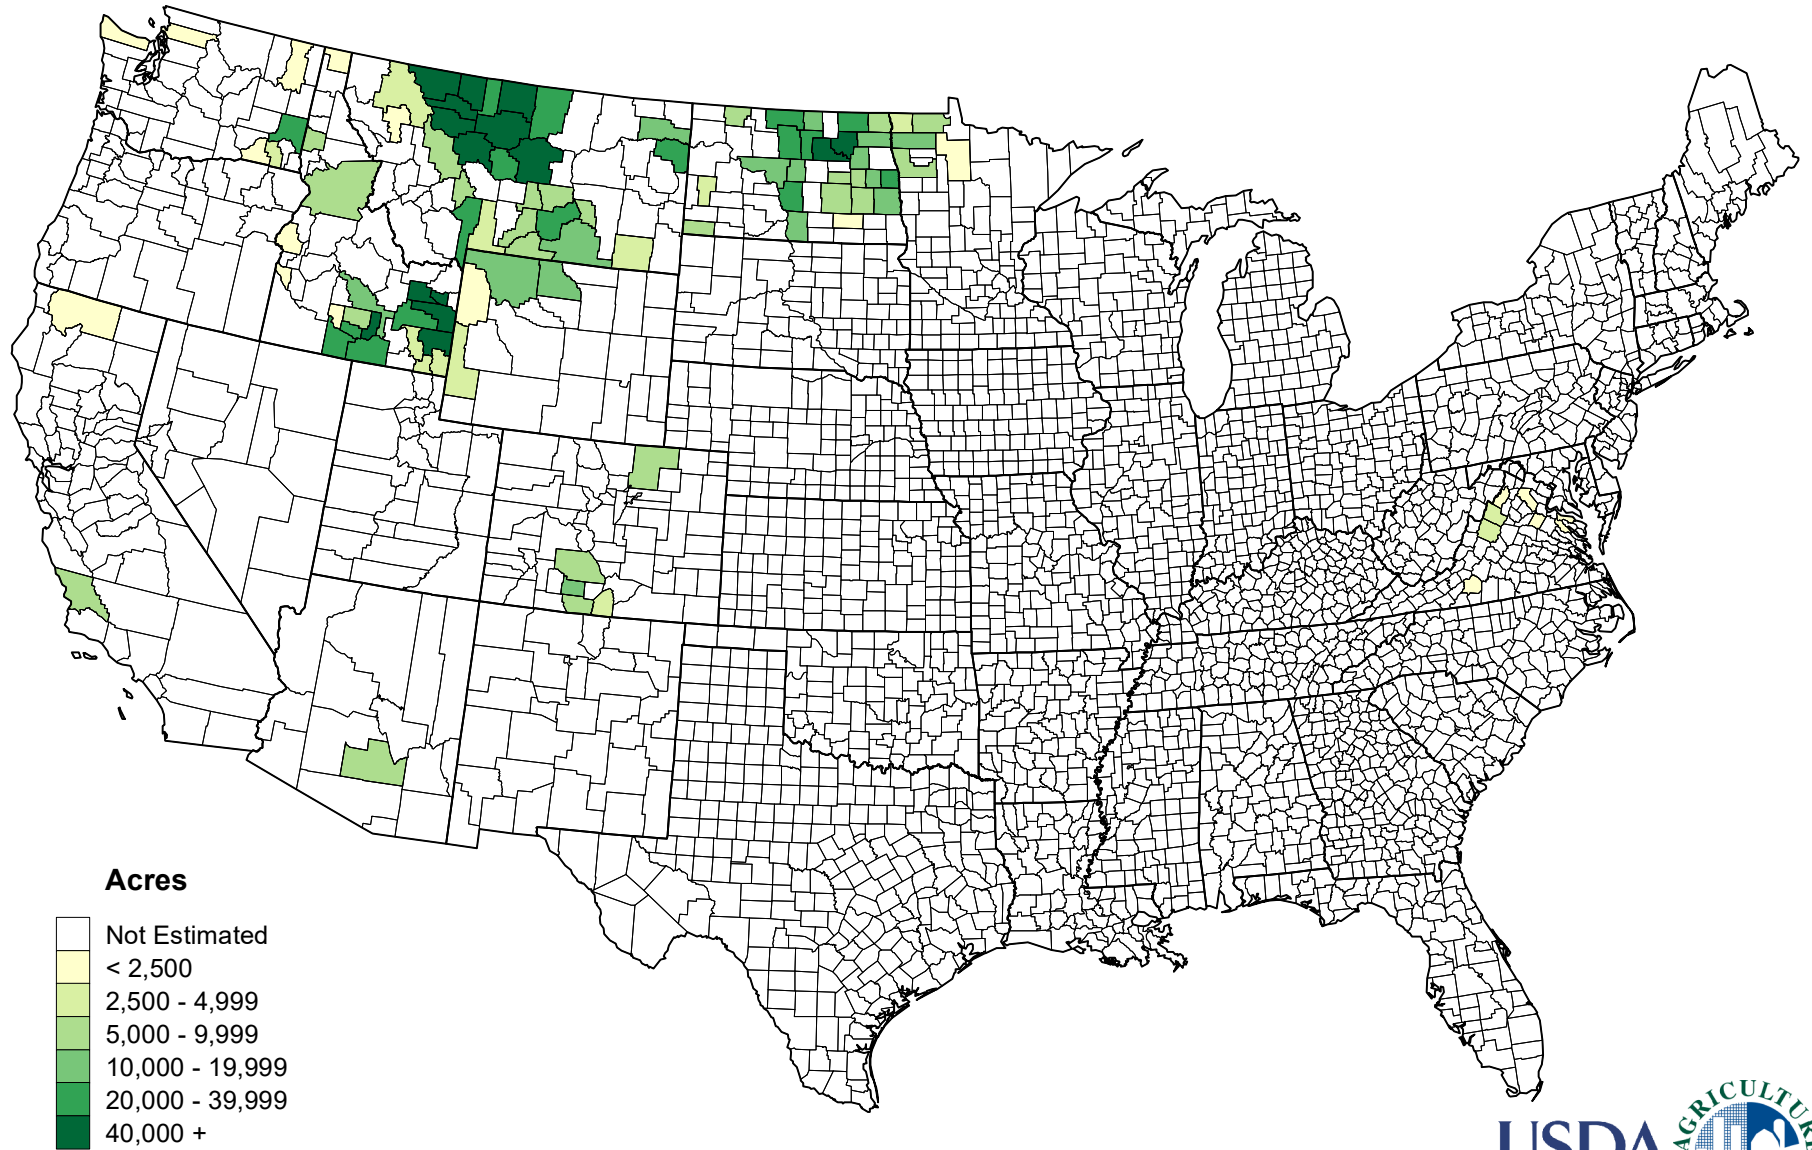 Acres
Not Estimated
< 2,500
2,500 - 4,999
5,000 - 9,999
10,000 - 19,999
20,000 - 39,999
40,000 +
USDA
AGRICULTURE